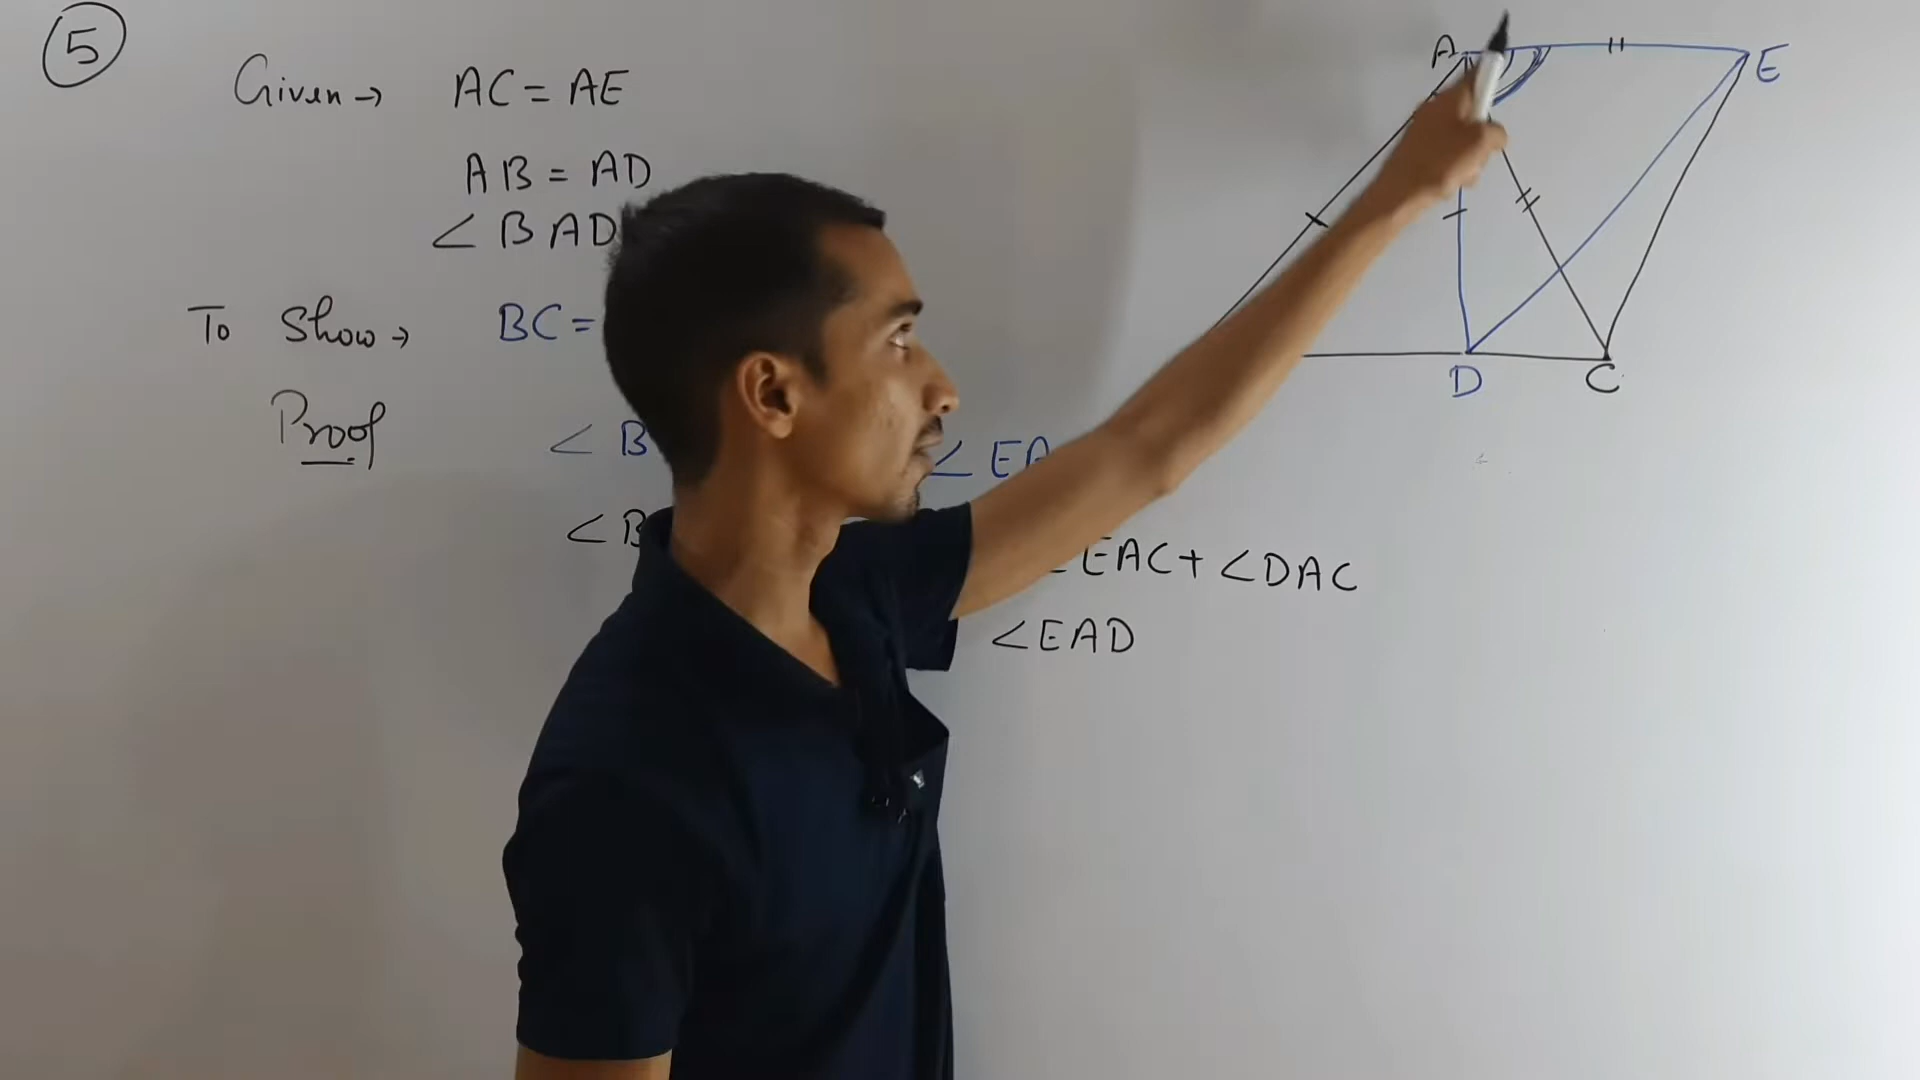 5
Given → AC = AE
AB = AD
∠BAD
To Show → BC =
Proof
∠B ∠EA
∠B EAC + ∠DAC
∠EAD
A
E
D
C